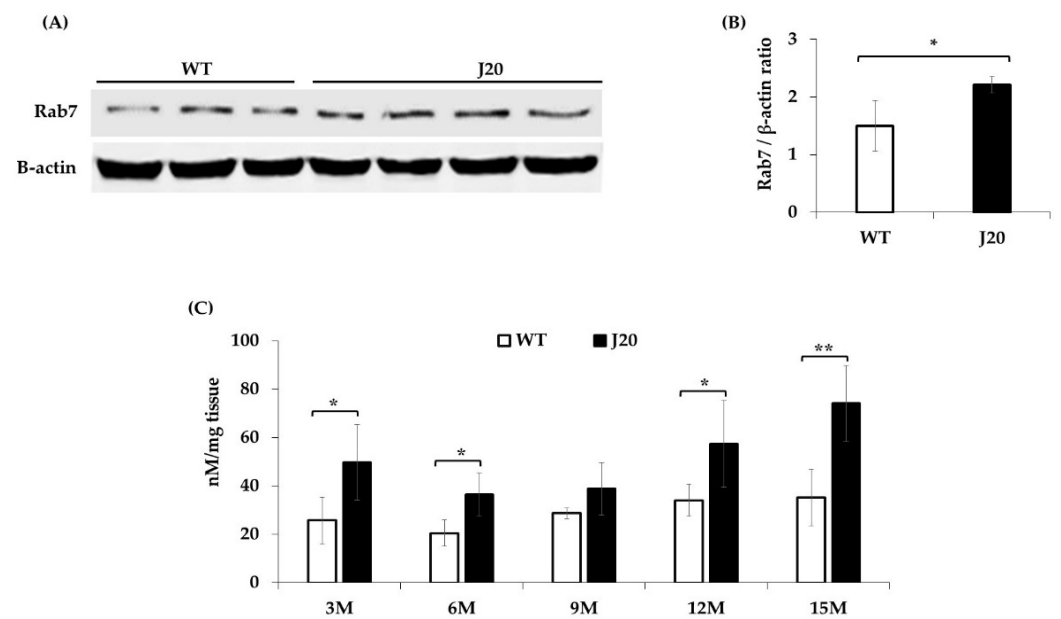 (A)
WT J20
Rab7
B-actin
(B)
Rab7 / β-actin ratio
3
2
1
0
*
WT J20
(C)
WT J20
nM/mg tissue
100
80
60
40
20
0
* * * **
3M 6M 9M 12M 15M